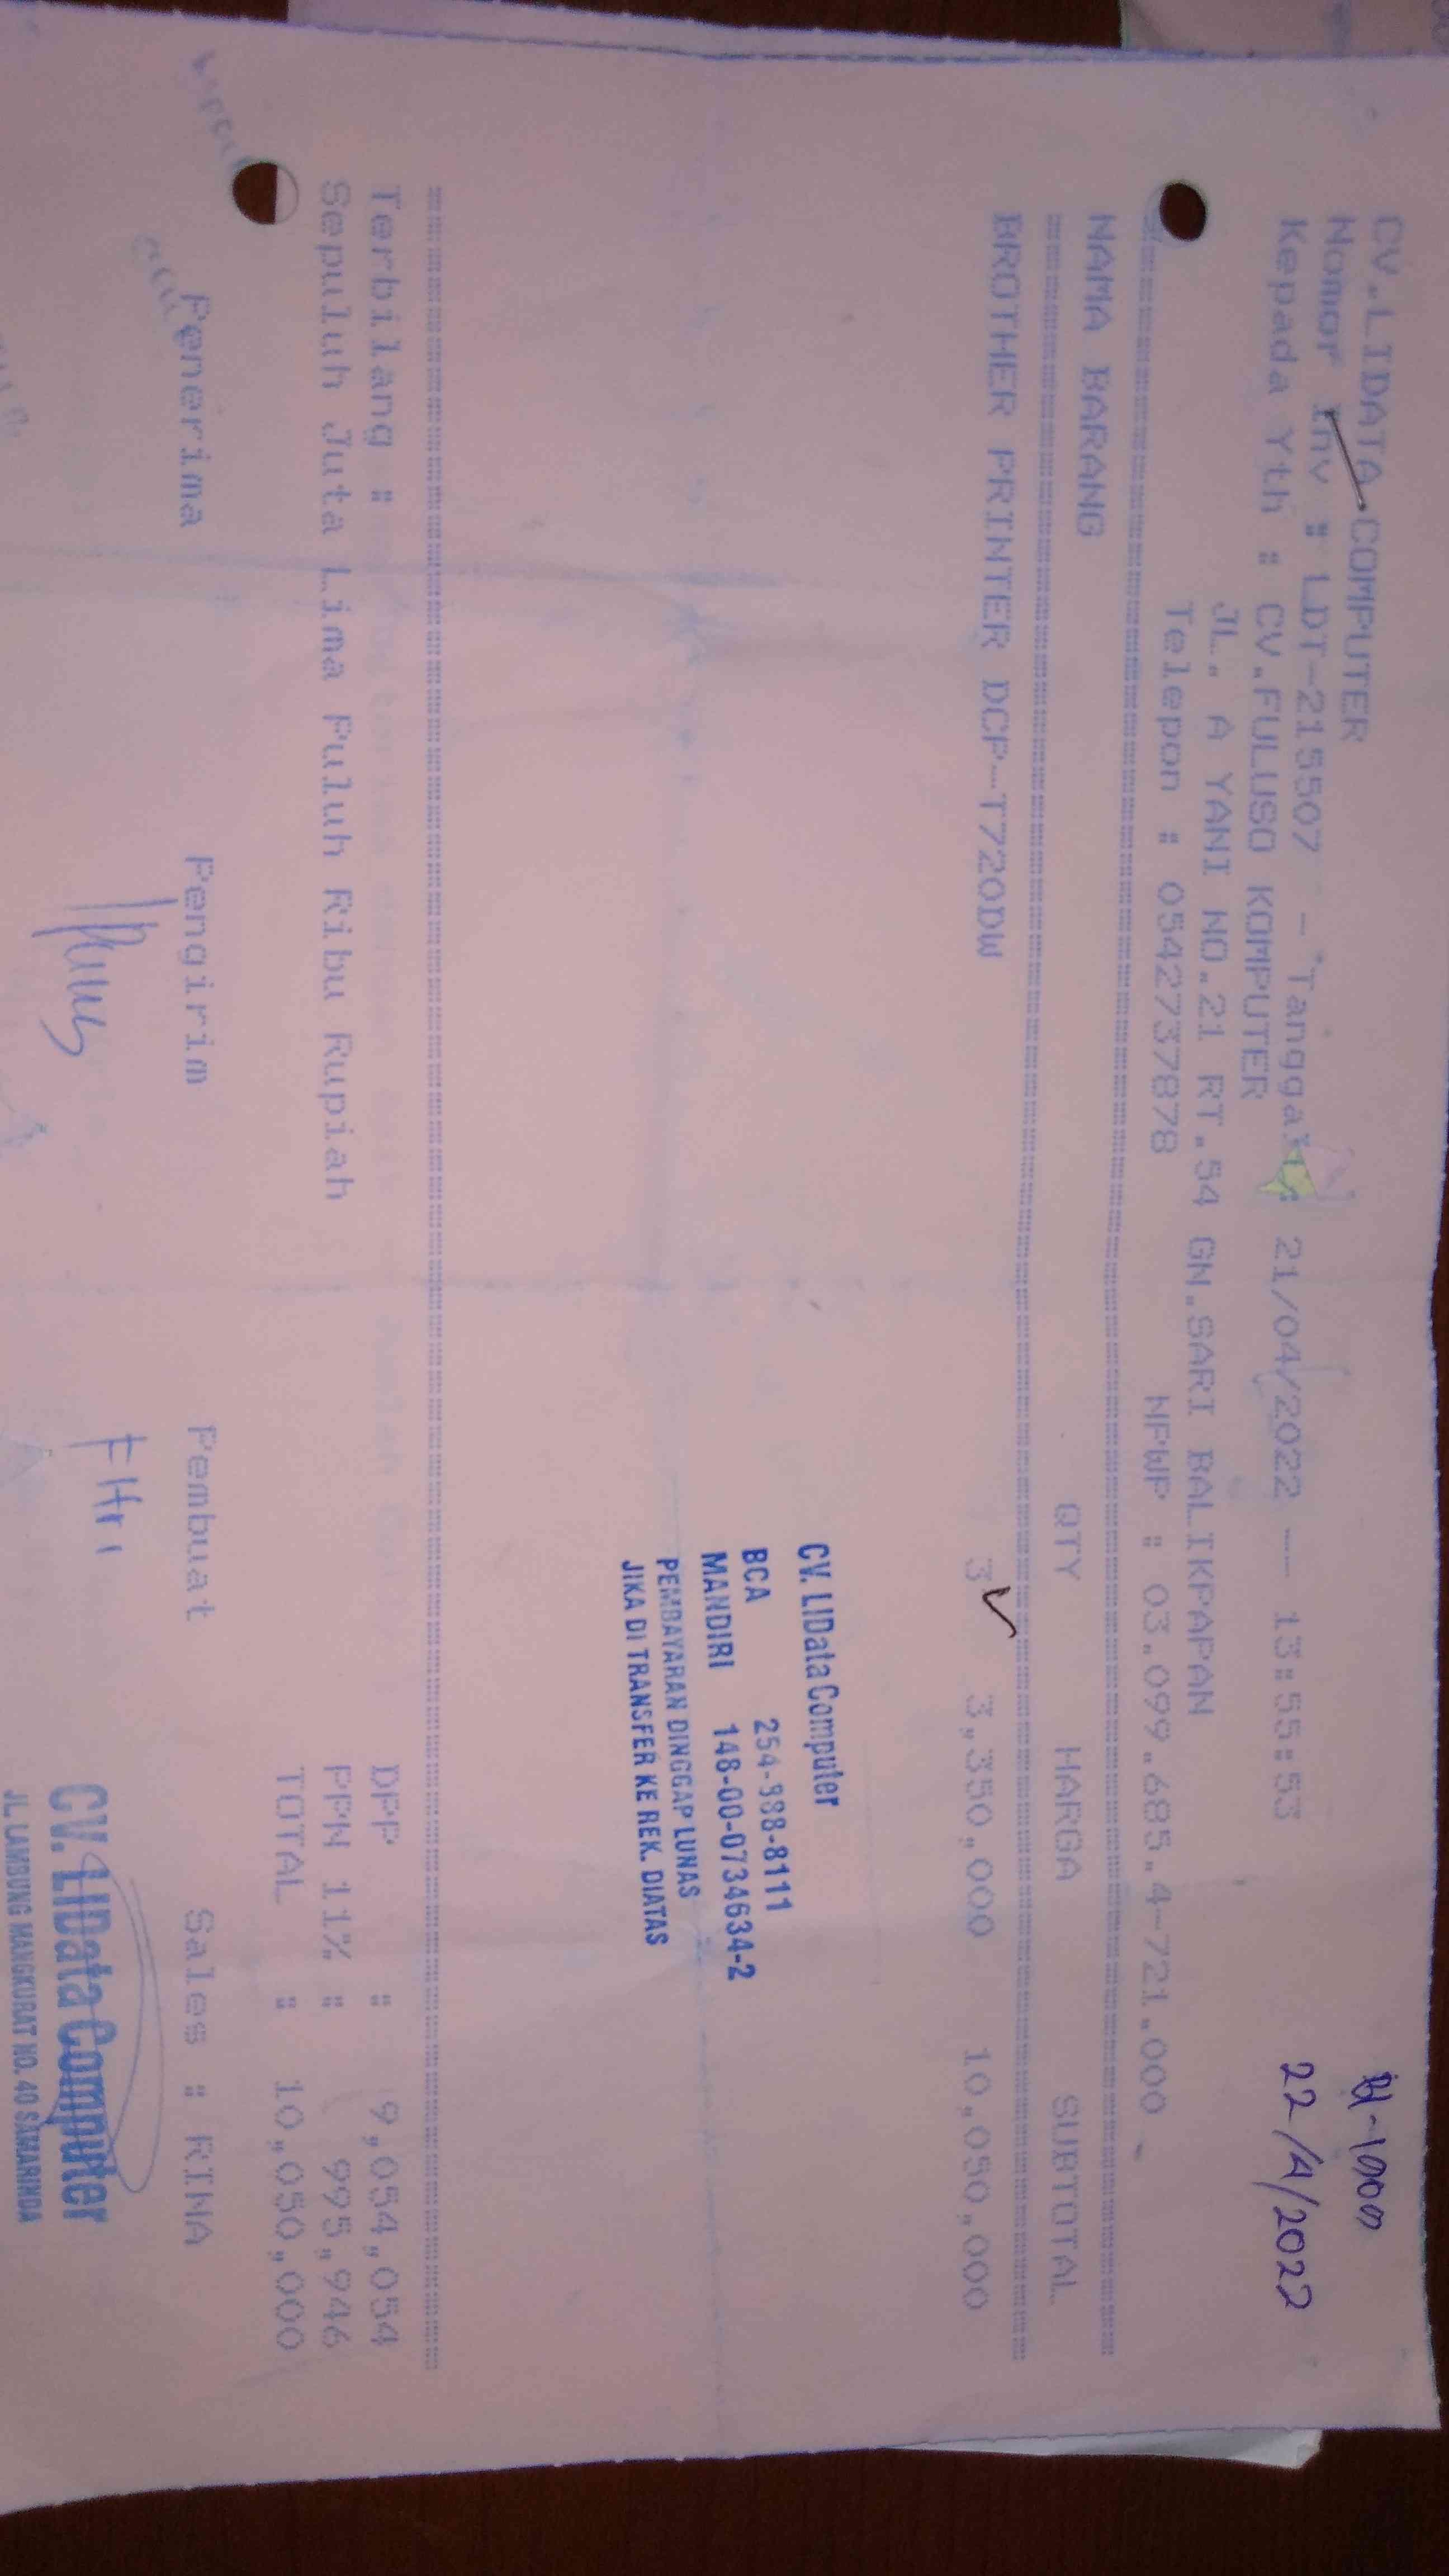 CV.LIDATA COMPUTER
Nomor Inv : LDT-215507 - Tanggal : 21/04/2022 -- 13:55:53
22/4/2022
Kepada Yth : CV.FULUSO KOMPUTER
JL. A YANI NO.21 RT.54 GN.SARI BALIKPAPAN
Telepon : 0542737878 NPWP : 03.099.685.4-721.000
NAMA BARANG QTY HARGA SUBTOTAL
BROTHER PRINTER DCP-T720DW 3 3,350,000 10,050,000
CV. LIData Computer
BCA 254-998-8111
MANDIRI 148-00-0734634-2
PEMBAYARAN DINGGAP LUNAS
JIKA DI TRANSFER KE REK. DIATAS
Terbilang : DPP : 9,054,054
Sepuluh Juta Lima Puluh Ribu Rupiah PPN 11% : 995,946
TOTAL : 10,050,000
Penerima Pengirim Pembuat Sales : RINA
Fitri
CV. LIData Computer
JL. LAMBUNG MANGKURAT NO. 40 SAMARINDA